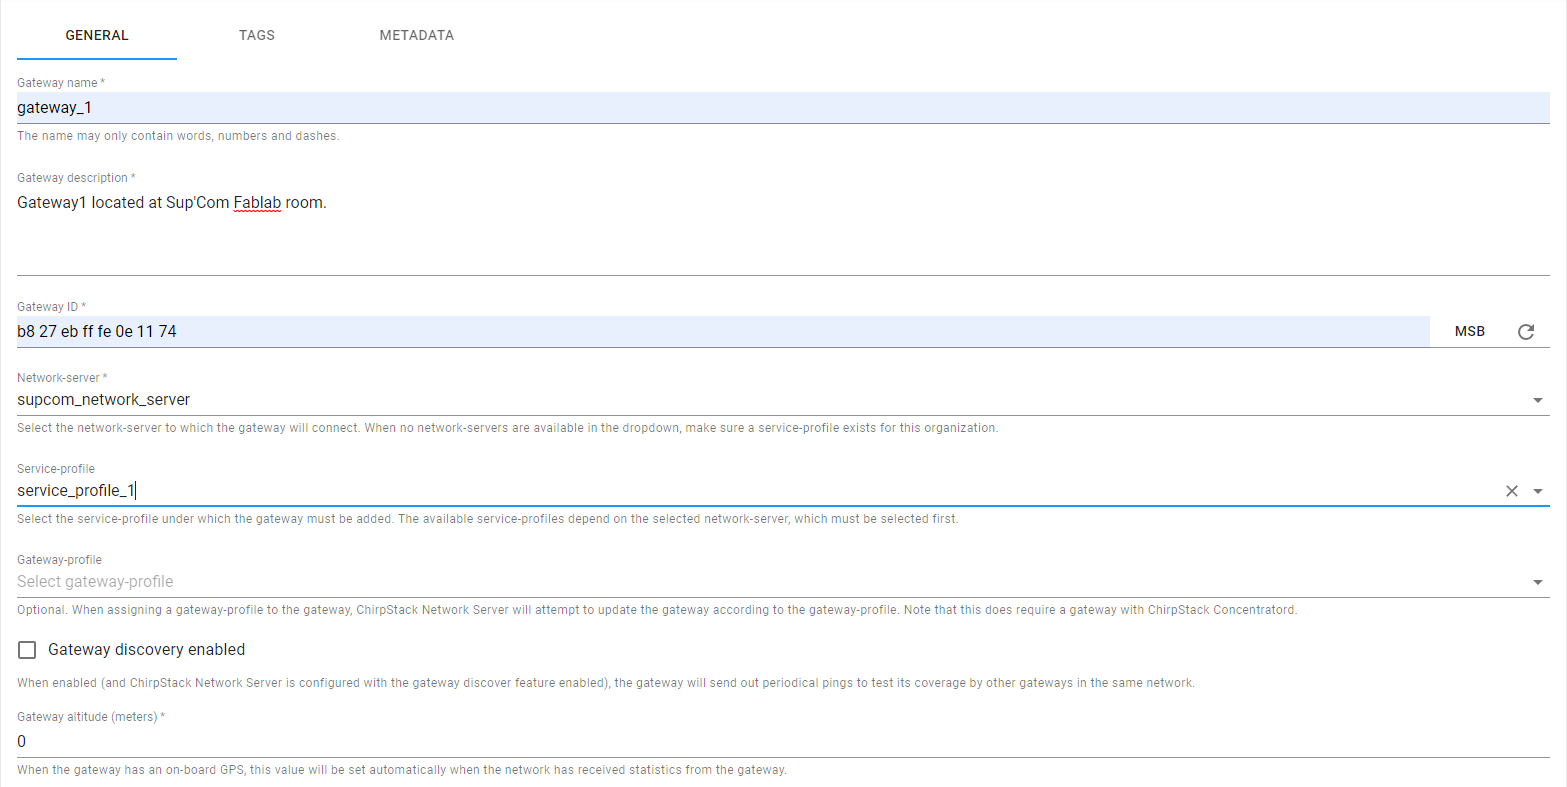 GENERAL TAGS METADATA
Gateway name *
gateway_1
The name may only contain words, numbers and dashes.
Gateway description *
Gateway1 located at Sup'Com Fablab room.
Gateway ID *
b8 27 eb ff fe 0e 11 74 MSB
Network-server *
supcom_network_server
Select the network-server to which the gateway will connect. When no network-servers are available in the dropdown, make sure a service-profile exists for this organization.
Service-profile
service_profile_1
Select the service-profile under which the gateway must be added. The available service-profiles depend on the selected network-server, which must be selected first.
Gateway-profile
Select gateway-profile
Optional. When assigning a gateway-profile to the gateway, ChirpStack Network Server will attempt to update the gateway according to the gateway-profile. Note that this does require a gateway with ChirpStack Concentratord.
Gateway discovery enabled
When enabled (and ChirpStack Network Server is configured with the gateway discover feature enabled), the gateway will send out periodical pings to test its coverage by other gateways in the same network.
Gateway altitude (meters) *
0
When the gateway has an on-board GPS, this value will be set automatically when the network has received statistics from the gateway.